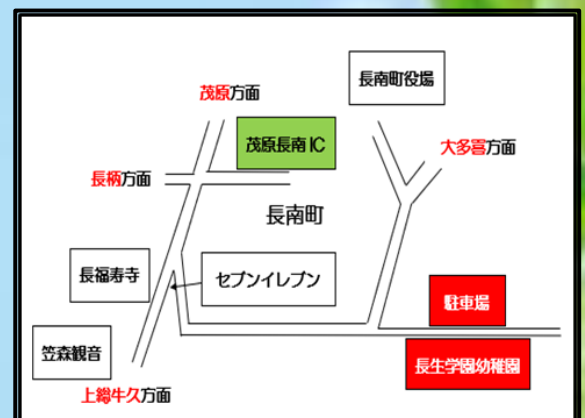 長南町役場
茂原方面
茂原長南IC
大多喜方面
長柄方面
長南町
長福寿寺
セブンイレブン
駐車場
笠森観音
長生学園幼稚園
上総牛久方面